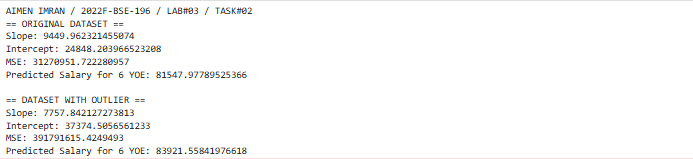 AIMEN IMRAN / 2022F-BSE-196 / LAB#03 / TASK#02
== ORIGINAL DATASET ==
Slope: 9449.962321455074
Intercept: 24848.203966523208
MSE: 31270951.722280957
Predicted Salary for 6 YOE: 81547.97789525366
== DATASET WITH OUTLIER ==
Slope: 7757.842127273813
Intercept: 37374.5056561233
MSE: 391791615.4249493
Predicted Salary for 6 YOE: 83921.55841976618